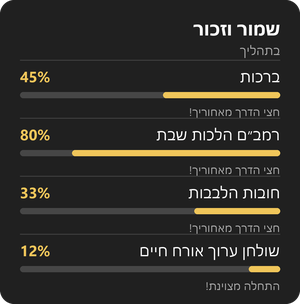 שמור וזכור
בתהליך
ברכות 45%
חצי הדרך מאחוריך!
רמב״ם הלכות שבת 80%
חצי הדרך מאחוריך!
חובות הלבבות 33%
חצי הדרך מאחוריך!
שולחן ערוך אורח חיים 12%
התחלה מצוינת!